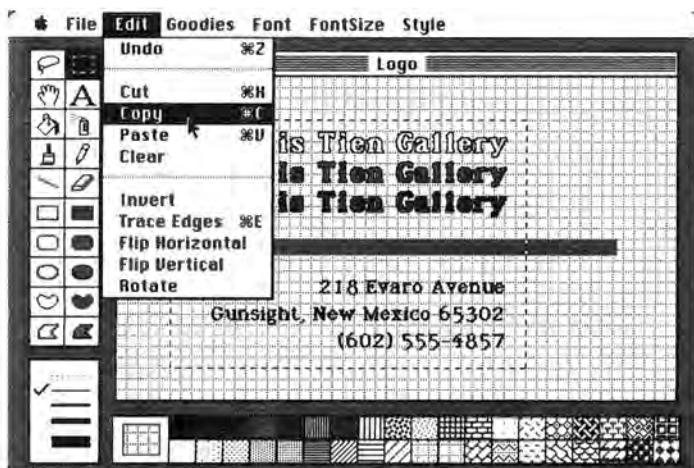 File Edit Goodies Font FontSize Style
Undo ⌘Z
Logo
Cut ⌘X
Copy ⌘C
Paste ⌘V
Clear
Invert
Trace Edges ⌘E
Flip Horizontal
Flip Vertical
Rotate
A
is Tien Gallery
is Tien Gallery
is Tien Gallery
218 Evaro Avenue
Gunsight, New Mexico 65302
(602) 555-4857